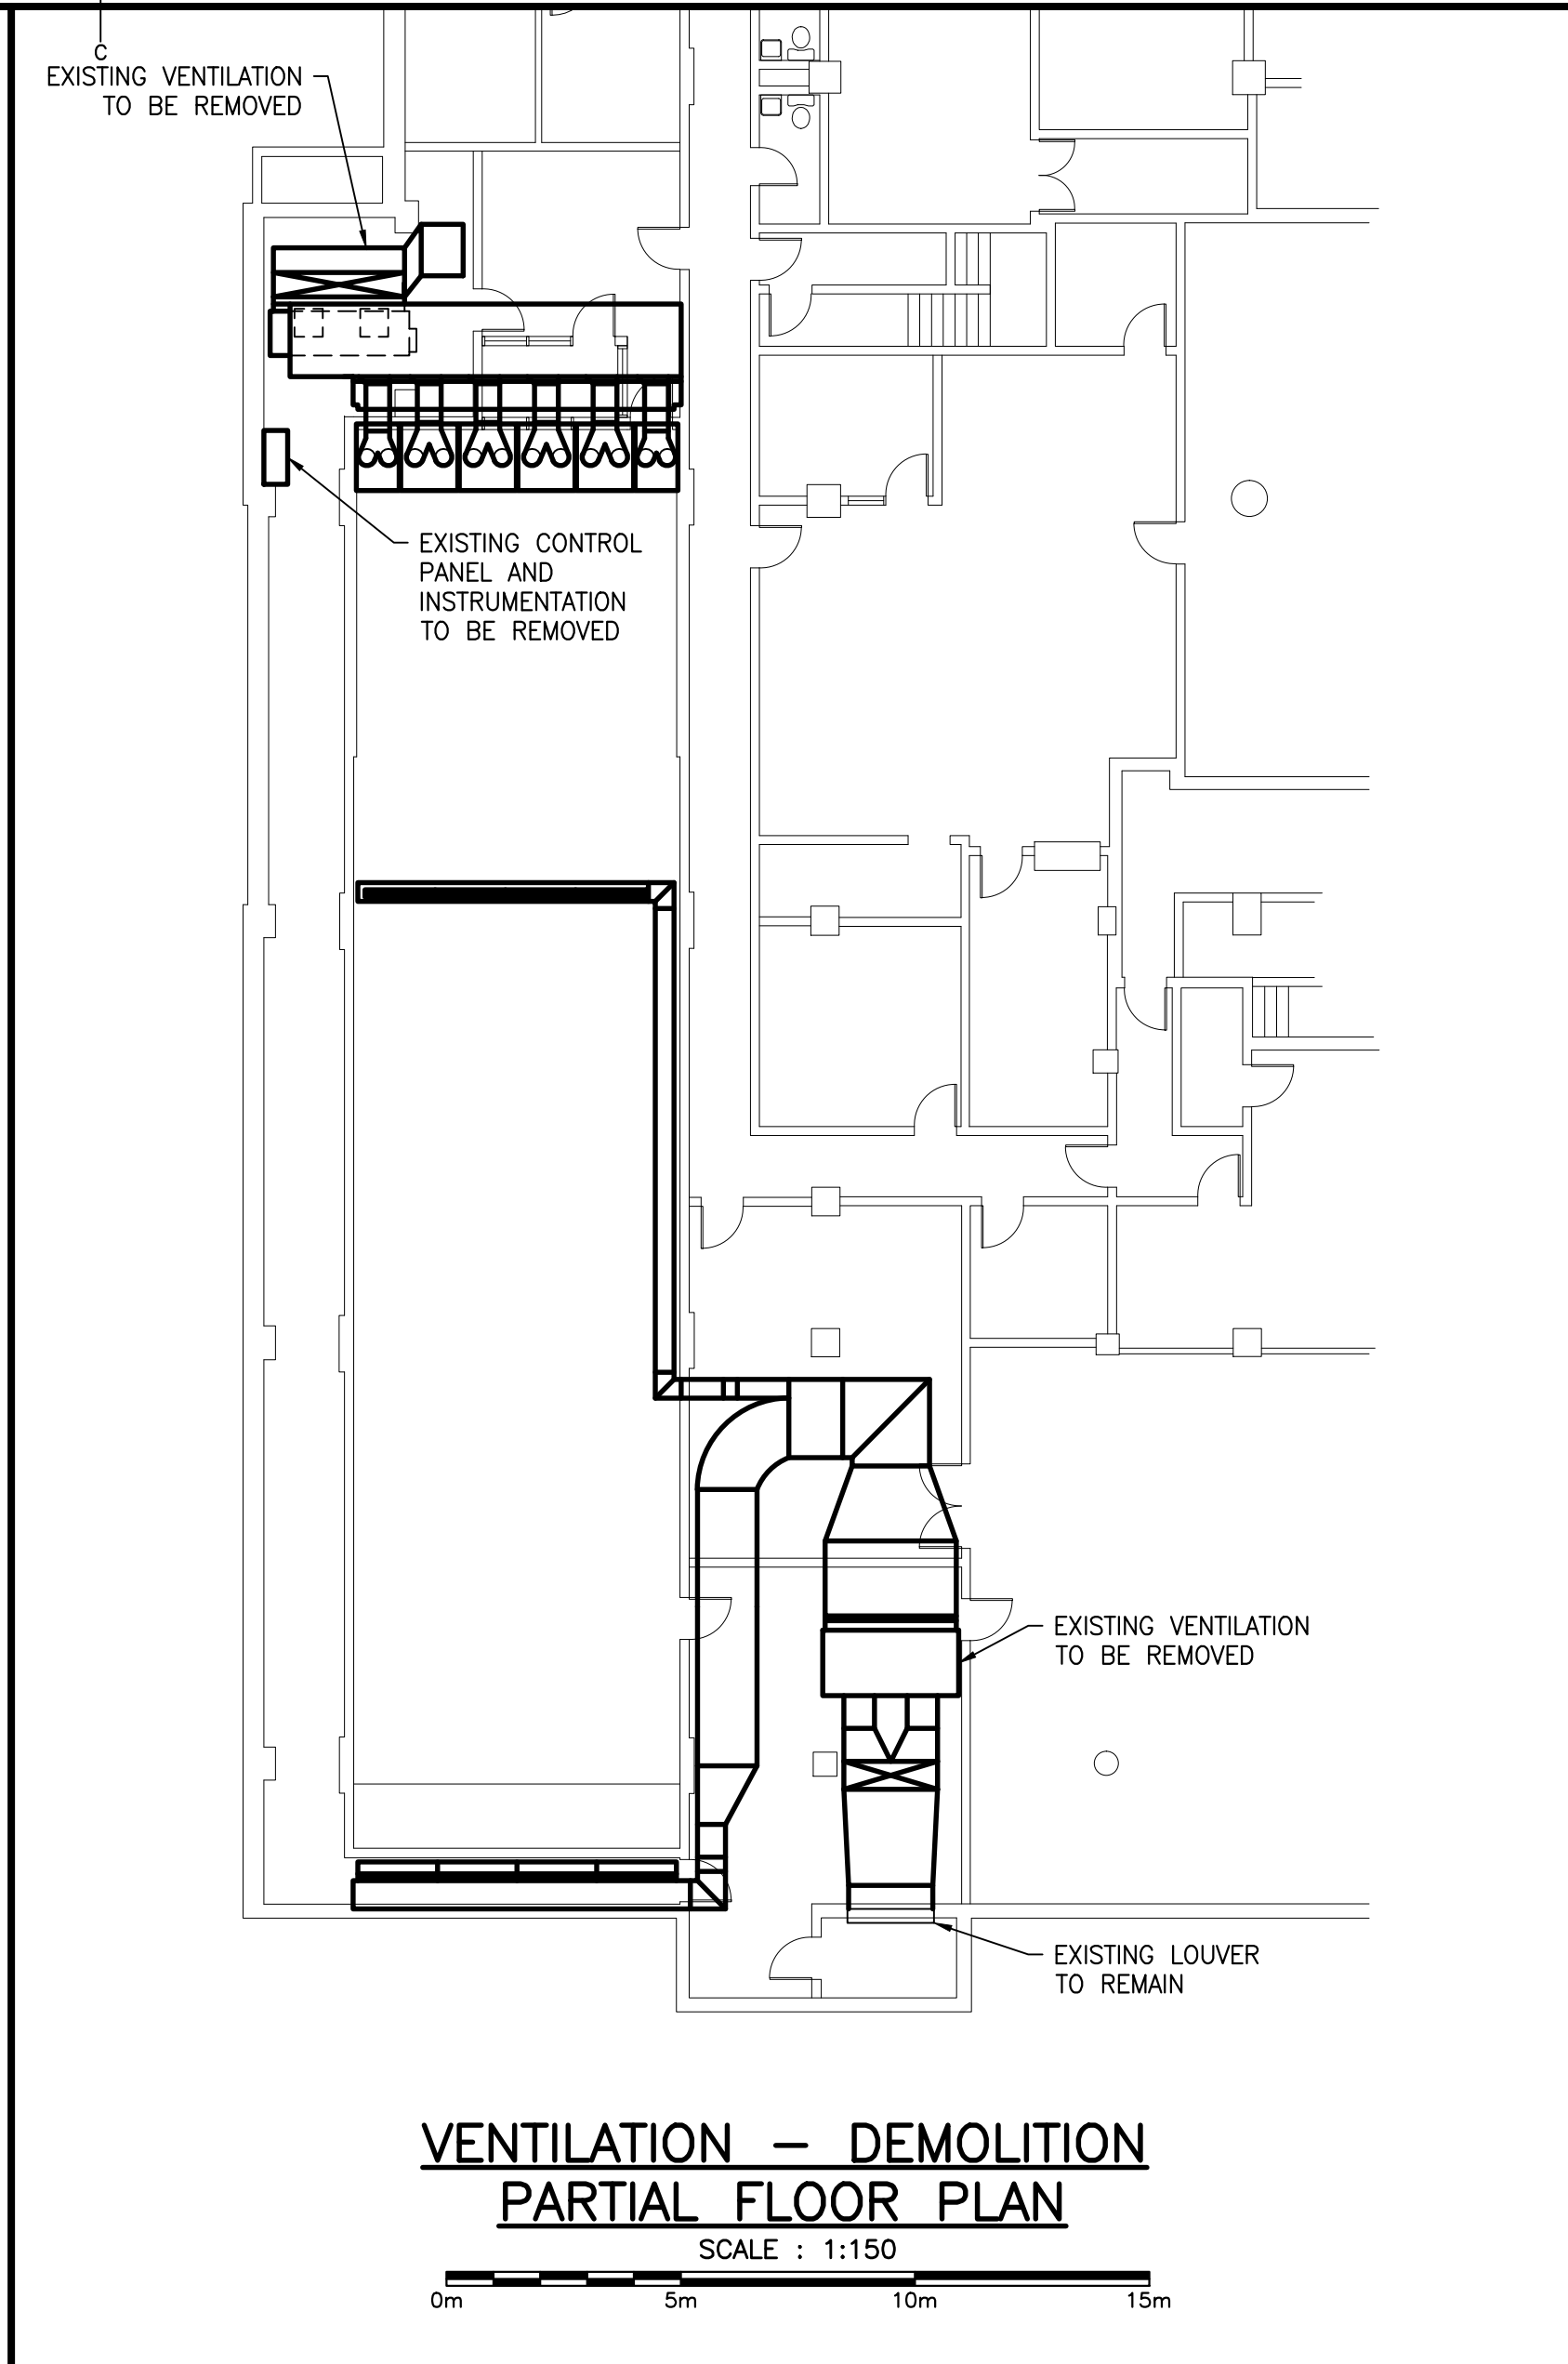 C
EXISTING VENTILATION
TO BE REMOVED
EXISTING CONTROL
PANEL AND
INSTRUMENTATION
TO BE REMOVED
EXISTING VENTILATION
TO BE REMOVED
EXISTING LOUVER
TO REMAIN
VENTILATION - DEMOLITION
PARTIAL FLOOR PLAN
SCALE : 1:150
0m 5m 10m 15m